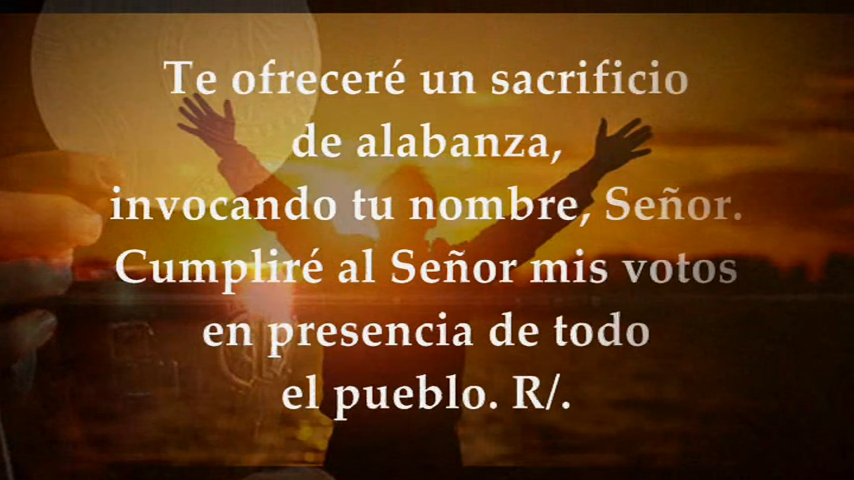 Te ofreceré un sacrificio
de alabanza,
invocando tu nombre, Señor.
Cumpliré al Señor mis votos
en presencia de todo
el pueblo. R/.